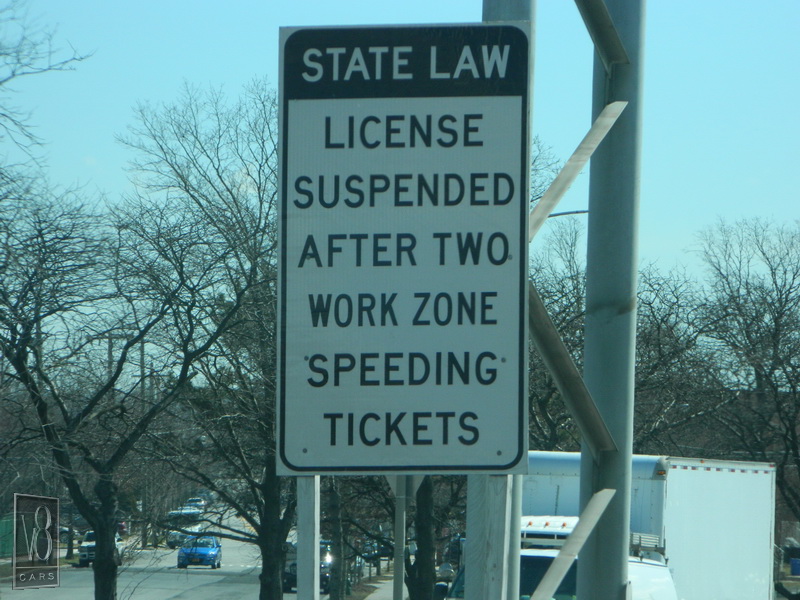 STATE LAW
LICENSE
SUSPENDED
AFTER TWO
WORK ZONE
SPEEDING
TICKETS
V8
CARS